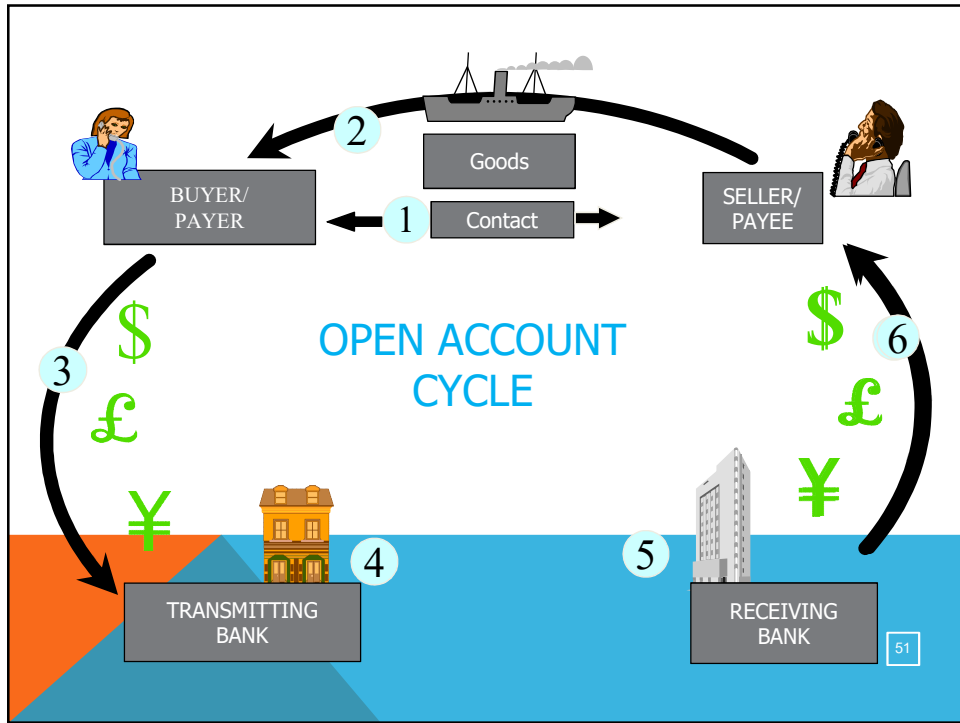 2
Goods
BUYER/
PAYER
1
Contact
SELLER/
PAYEE
OPEN ACCOUNT
CYCLE
3
$
£
¥
$
£
¥
6
4
5
TRANSMITTING
BANK
RECEIVING
BANK
51